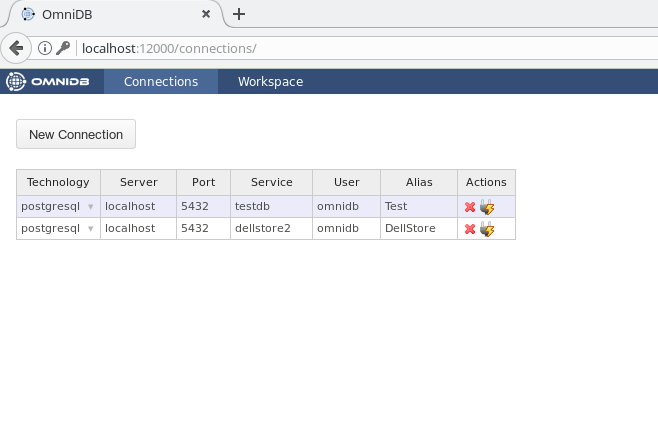 OmniDB
localhost:12000/connections/
OMNIDB Connections Workspace
New Connection
Technology Server Port Service User Alias Actions
postgresql localhost 5432 testdb omnidb Test
postgresql localhost 5432 dellstore2 omnidb DellStore